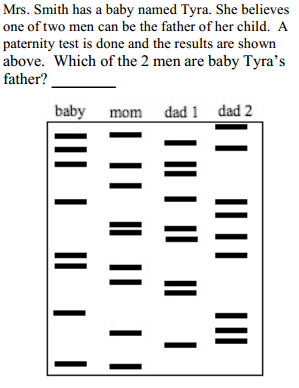 Mrs. Smith has a baby named Tyra. She believes
one of two men can be the father of her child. A
paternity test is done and the results are shown
above. Which of the 2 men are baby Tyra's
father? ________
baby mom dad 1 dad 2